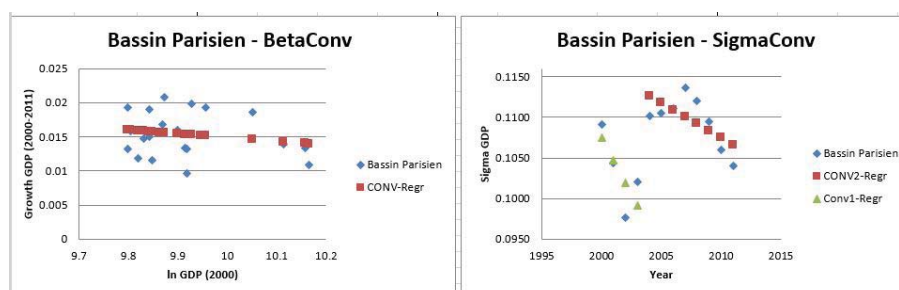 Bassin Parisien - BetaConv
0.025
0.02
0.015
0.01
0.005
0
Growth GDP (2000-2011)
9.7
9.8
9.9
10
10.1
10.2
ln GDP (2000)
Bassin Parisien
CONV-Regr
Bassin Parisien - SigmaConv
0.1150
0.1100
0.1050
0.1000
0.0950
Sigma GDP
1995
2000
2005
2010
2015
Year
Bassin Parisien
CONV2-Regr
Conv1-Regr